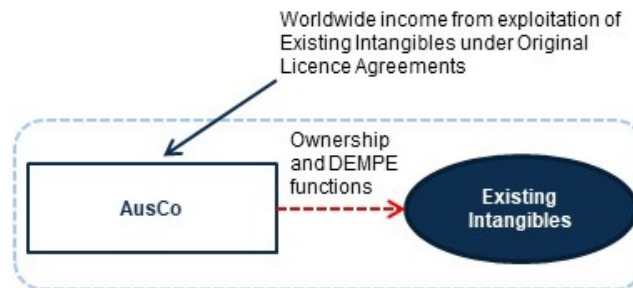 Worldwide income from exploitation of
Existing Intangibles under Original
Licence Agreements
Ownership
and DEMPE
functions
AusCo
Existing
Intangibles